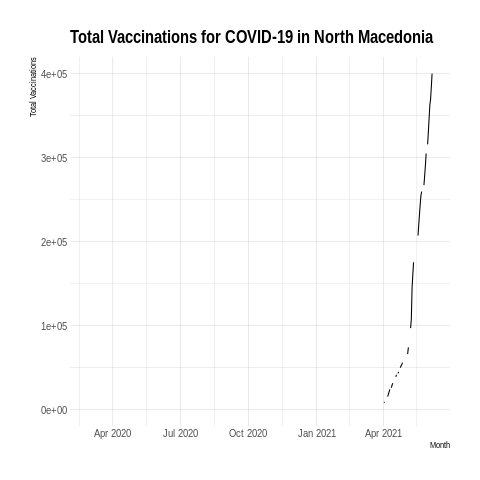 Total Vaccinations for COVID-19 in North Macedonia
Total Vaccinations
4e+05
3e+05
2e+05
1e+05
0e+00
Apr 2020 Jul 2020 Oct 2020 Jan 2021 Apr 2021
Month